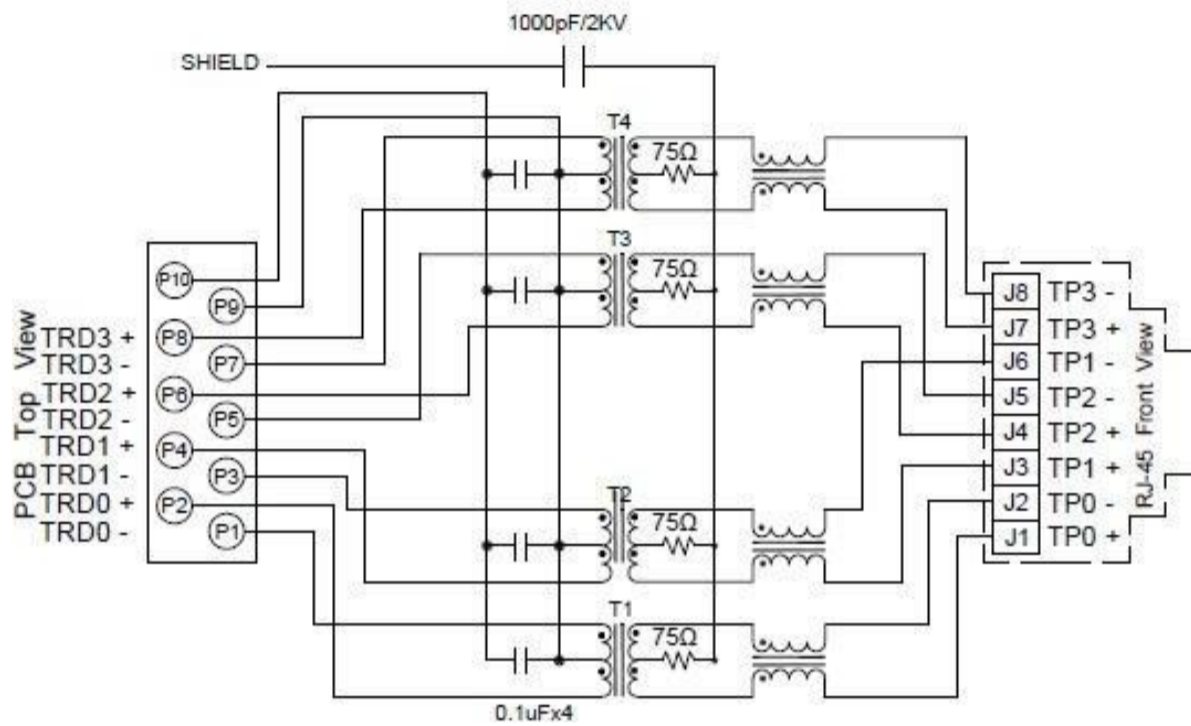 1000pF/2KV
SHIELD
T4
75Ω
T3
75Ω
P10
P9
TRD3 + P8
TRD3 - P7
TRD2 + P6
TRD2 - P5
TRD1 + P4
TRD1 - P3
TRD0 + P2
TRD0 - P1
PCB Top View
J8 TP3 -
J7 TP3 +
J6 TP1 -
J5 TP2 -
J4 TP2 +
J3 TP1 +
J2 TP0 -
J1 TP0 +
RJ-45 Front View
T2
75Ω
T1
75Ω
0.1uFx4